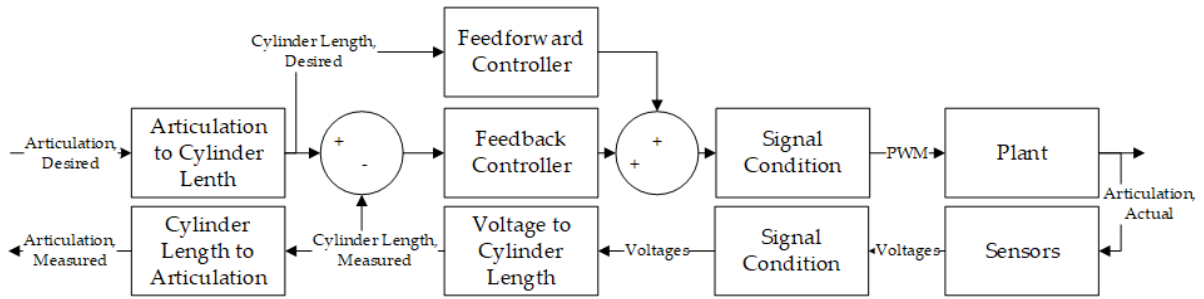 Cylinder Length,
Desired
Feedforward
Controller
Articulation,
Desired
Articulation
to Cylinder
Lenth
+
-
Feedback
Controller
+
+
Signal
Condition
PWM
Plant
Articulation,
Actual
Articulation,
Measured
Cylinder
Length to
Articulation
Cylinder Length,
Measured
Voltage to
Cylinder
Length
Voltages
Signal
Condition
Voltages
Sensors